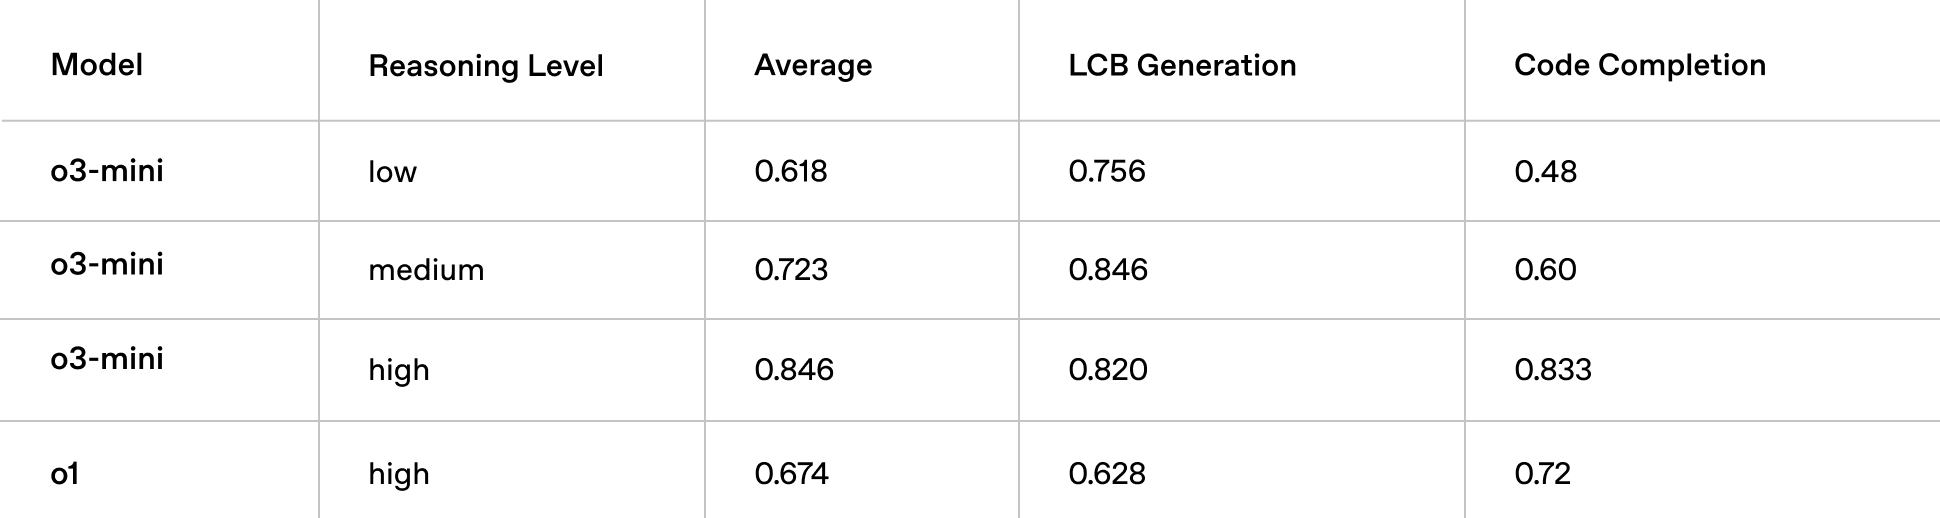 Model Reasoning Level Average LCB Generation Code Completion
o3-mini low 0.618 0.756 0.48
o3-mini medium 0.723 0.846 0.60
o3-mini high 0.846 0.820 0.833
o1 high 0.674 0.628 0.72